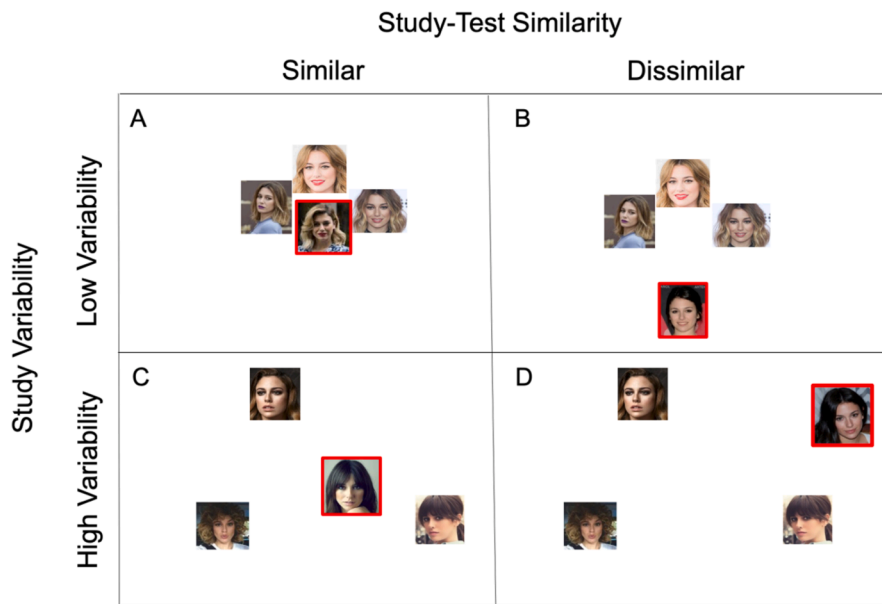 Study-Test Similarity
Similar
Dissimilar
Study Variability
Low Variability
A
B
High Variability
C
D